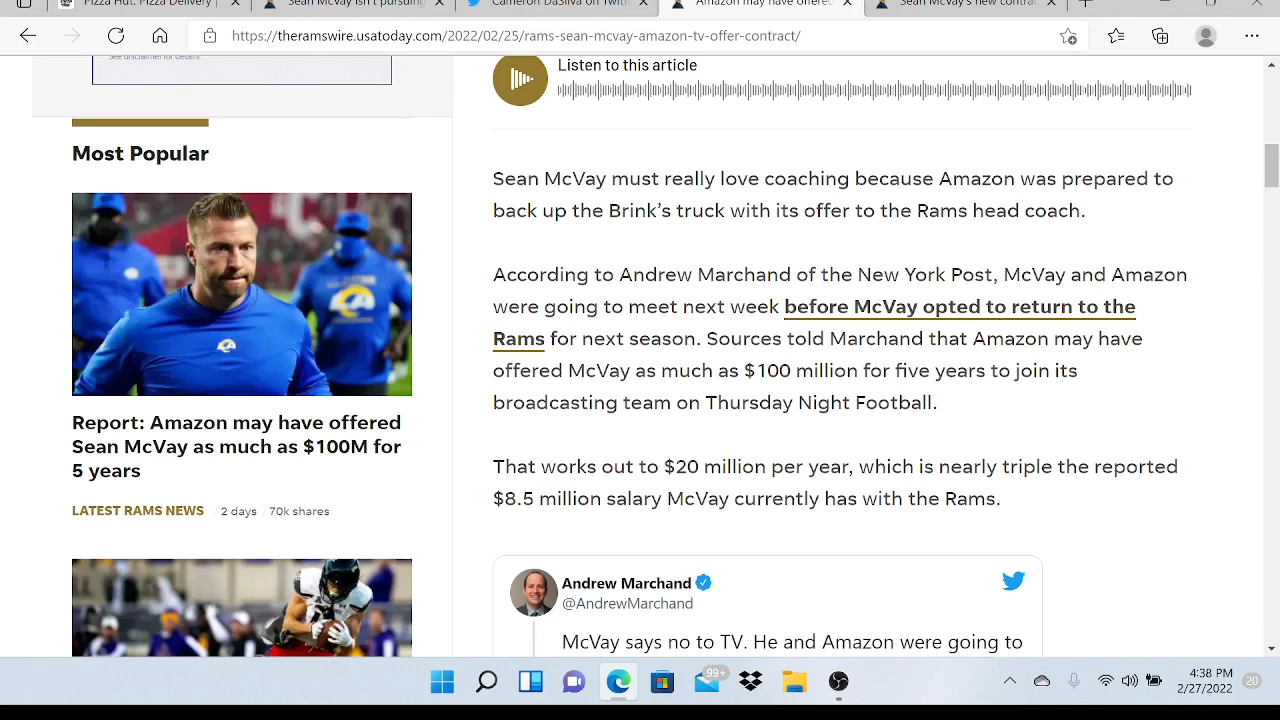 Pizza Hut: Pizza Delivery
Sean McVay isn't pursuing
Cameron DaSilva on Twitt
Amazon may have offered
Sean McVay's new contra
https://theramswire.usatoday.com/2022/02/25/rams-sean-mcvay-amazon-tv-offer-contract/
See disclaimer for details.
Listen to this article
Most Popular
Report: Amazon may have offered
Sean McVay as much as $100M for
5 years
LATEST RAMS NEWS / 2 days / 70k shares
Sean McVay must really love coaching because Amazon was prepared to
back up the Brink’s truck with its offer to the Rams head coach.
According to Andrew Marchand of the New York Post, McVay and Amazon
were going to meet next week before McVay opted to return to the
Rams for next season. Sources told Marchand that Amazon may have
offered McVay as much as $100 million for five years to join its
broadcasting team on Thursday Night Football.
That works out to $20 million per year, which is nearly triple the reported
$8.5 million salary McVay currently has with the Rams.
Andrew Marchand
@AndrewMarchand
McVay says no to TV. He and Amazon were going to
99+
4:38 PM
2/27/2022
20